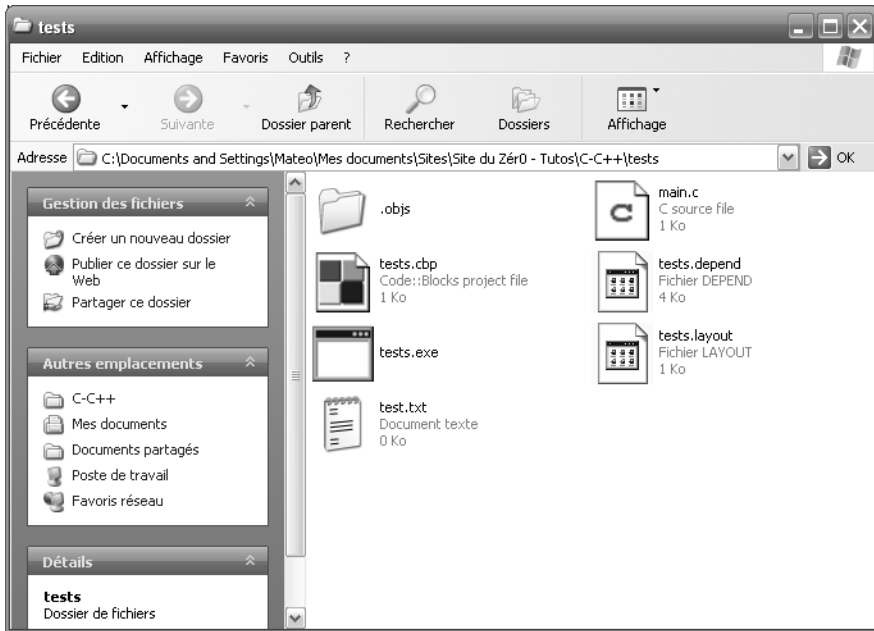 tests
Fichier Edition Affichage Favoris Outils ?
Précédente Suivante Dossier parent Rechercher Dossiers Affichage
Adresse C:\Documents and Settings\Mateo\Mes documents\Sites\Site du Zér0 - Tutos\C-C++\tests OK
Gestion des fichiers
Créer un nouveau dossier
Publier ce dossier sur le
Web
Partager ce dossier
Autres emplacements
C-C++
Mes documents
Documents partagés
Poste de travail
Favoris réseau
Détails
tests
Dossier de fichiers
.objs
main.c
C source file
1 Ko
tests.cbp
Code::Blocks project file
1 Ko
tests.depend
Fichier DEPEND
4 Ko
tests.exe
tests.layout
Fichier LAYOUT
1 Ko
test.txt
Document texte
0 Ko